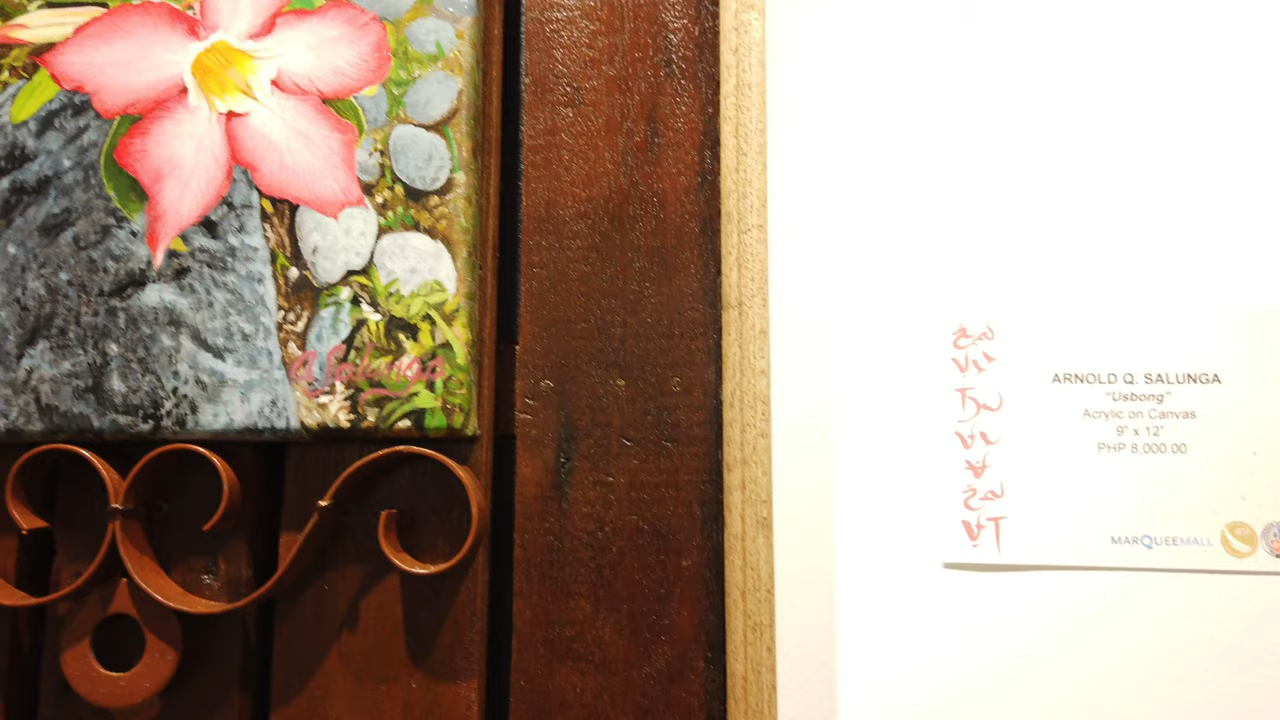 A Salunga
ARNOLD Q. SALUNGA
"Usbong"
Acrylic on Canvas
9" x 12"
PHP 8,000.00
MARQUEEMALL